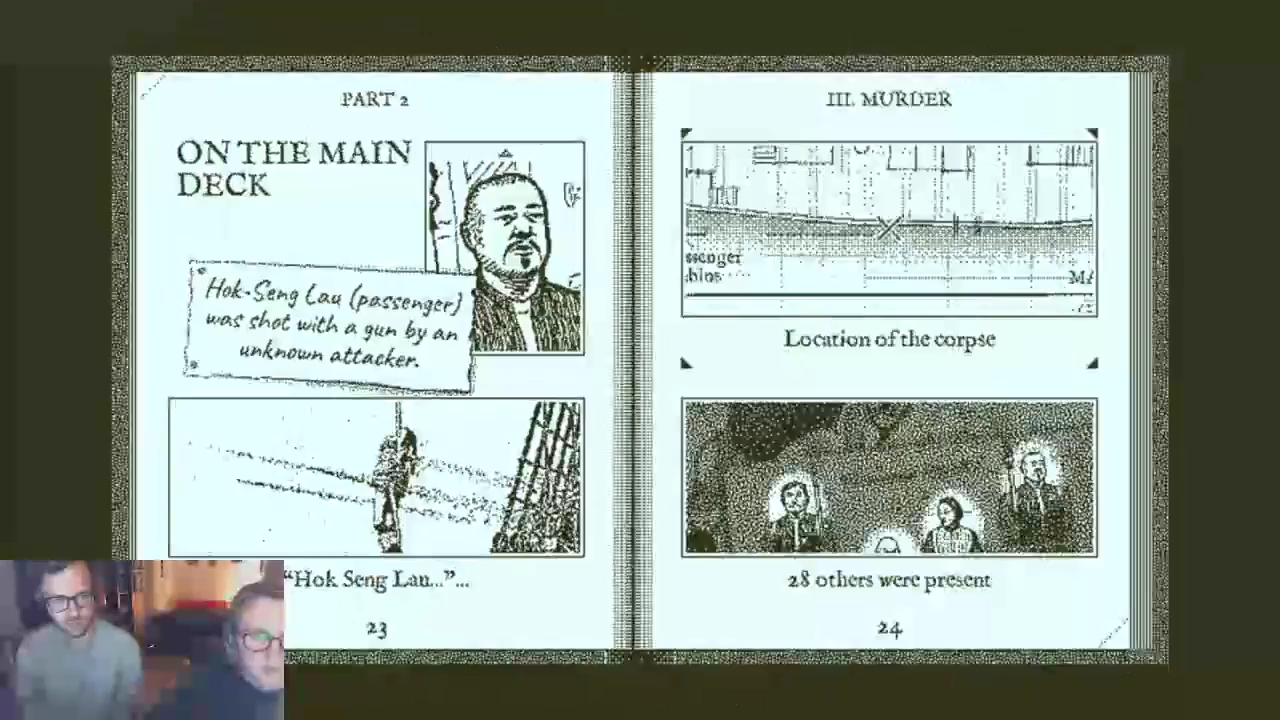 PART 2
ON THE MAIN
DECK
Hok-Seng Lau (passenger)
was shot with a gun by an
unknown attacker.
"Hok Seng Lau..."...
23
III. MURDER
Location of the corpse
28 others were present
24